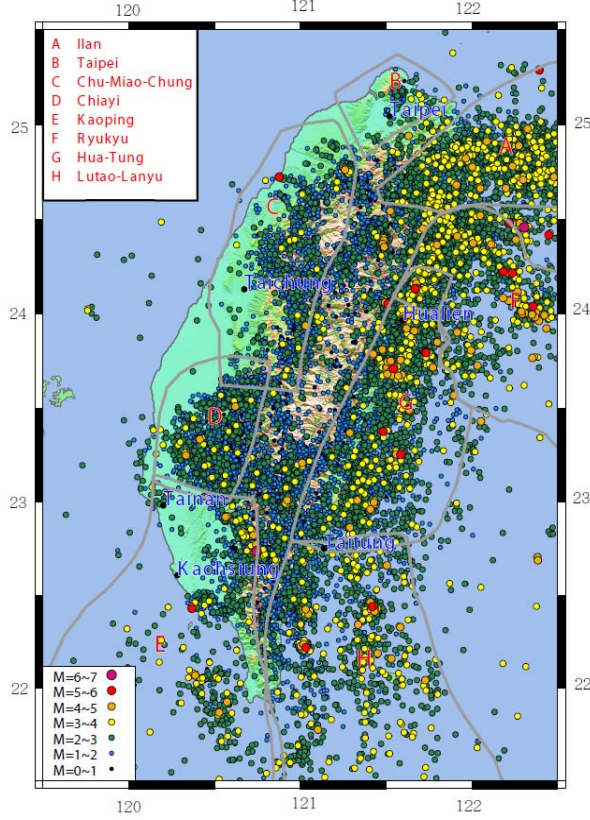 120 121 122
A Ilan
B Taipei
C Chu-Miao-Chung
D Chiayi
E Kaoping
F Ryukyu
G Hua-Tung
H Lutao-Lanyu
B
Taipei
25 25
A
C
Taichung
F
24 24
Hualien
D
G
23 23
Tainan
Taitung
Kaohsiung
E
H
22 22
M=6~7
M=5~6
M=4~5
M=3~4
M=2~3
M=1~2
M=0~1
120 121 122